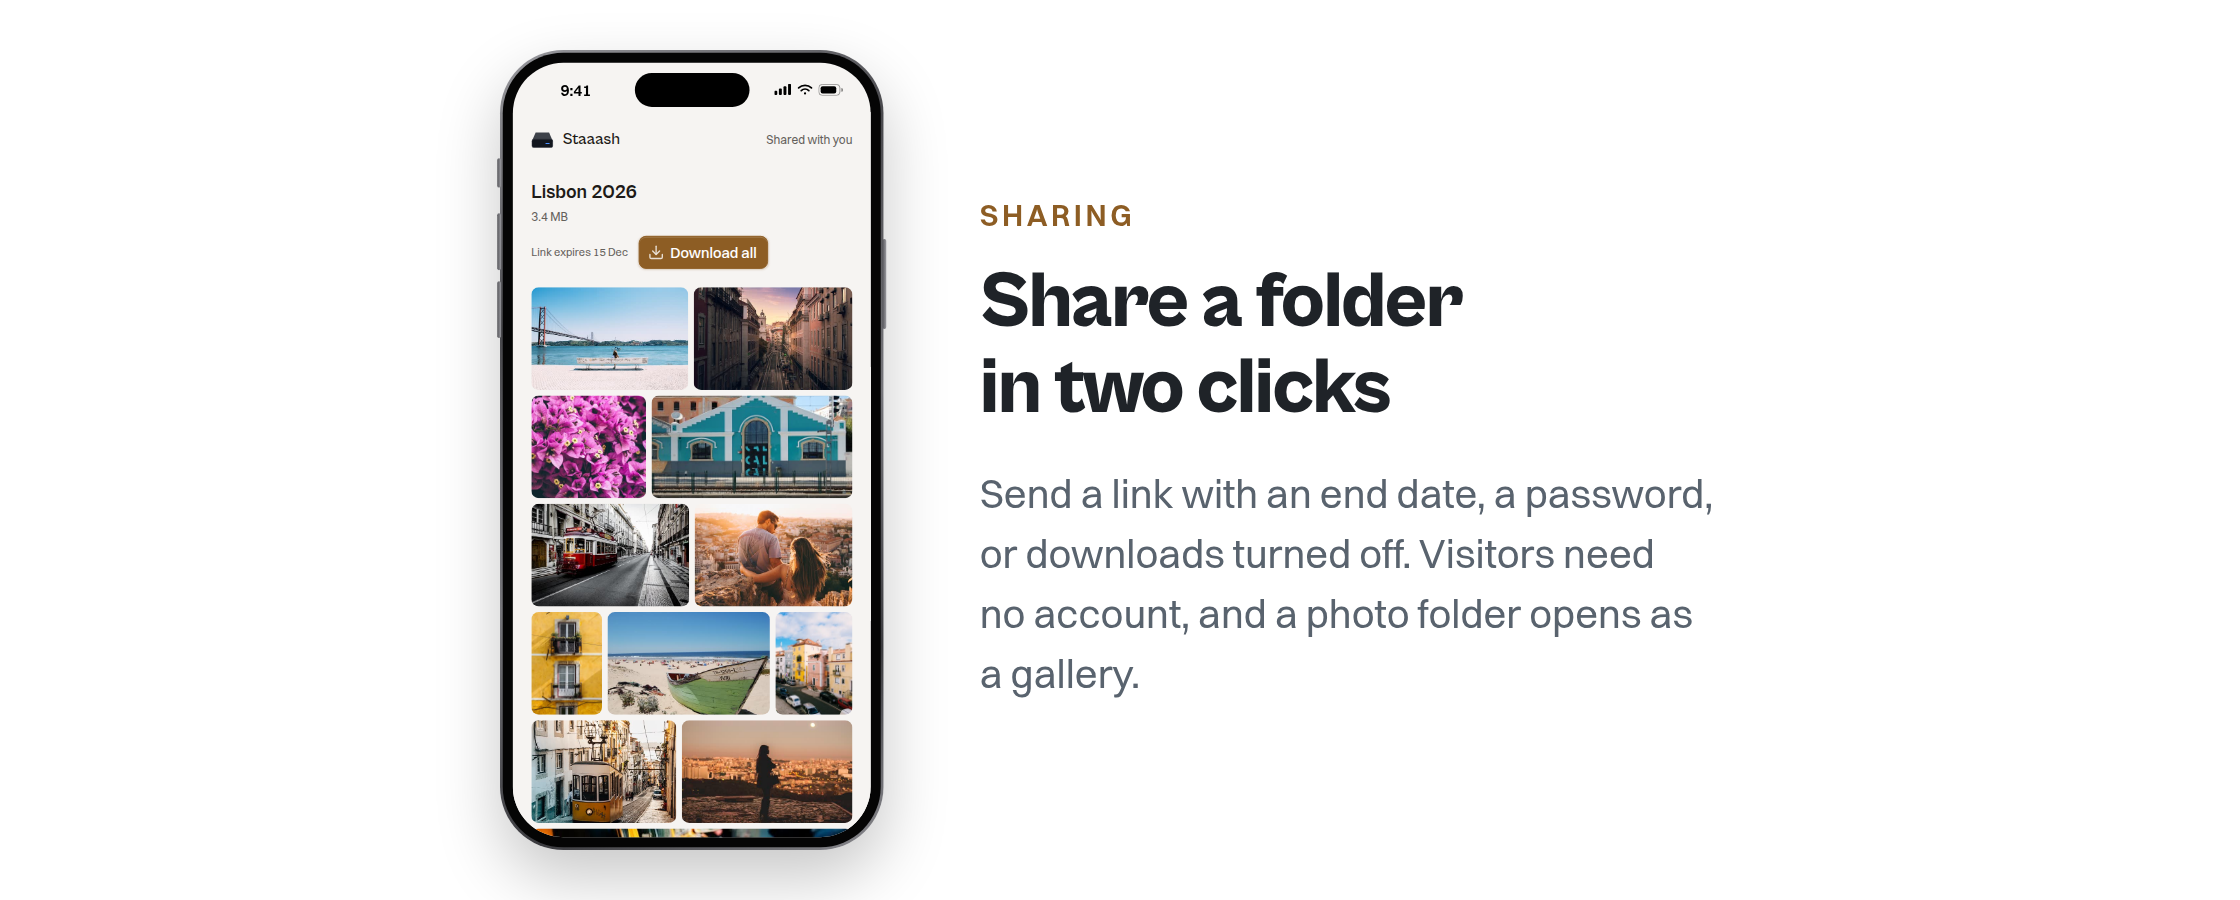 9:41
Staaash
Shared with you
Lisbon 2026
3.4 MB
Link expires 15 Dec
Download all
SHARING
Share a folder
in two clicks
Send a link with an end date, a password,
or downloads turned off. Visitors need
no account, and a photo folder opens as
a gallery.